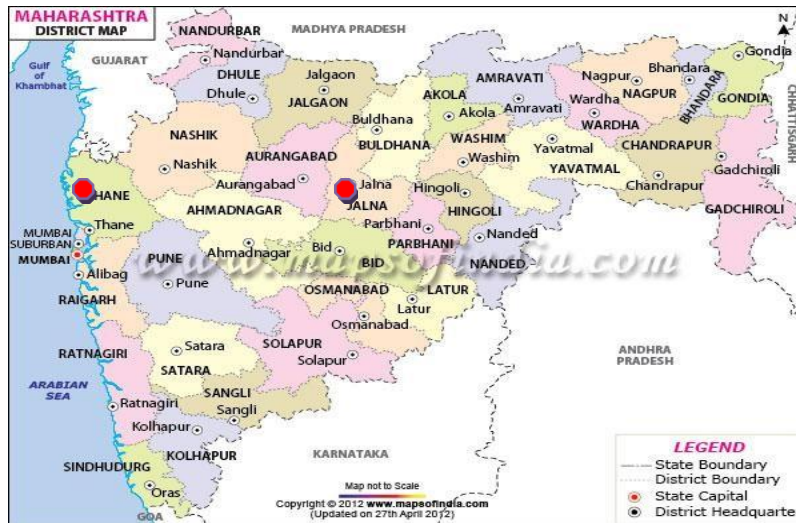 MAHARASHTRA
DISTRICT MAP
MADHYA PRADESH
N
GUJARAT
Gulf
of
Khambhat
NANDURBAR
Nandurbar
DHULE
Dhule
Jalgaon
JALGAON
AMRAVATI
Amravati
AKOLA
Akola
Nagpur
NAGPUR
Bhandara
BHANDARA
Gondia
GONDIA
CHHATTISGARH
Wardha
WARDHA
Buldhana
BULDHANA
WASHIM
Washim
Yavatmal
YAVATMAL
CHANDRAPUR
Chandrapur
Gadchiroli
GADCHIROLI
NASHIK
Nashik
AURANGABAD
Aurangabad
Jalna
JALNA
Hingoli
HINGOLI
HANE
Thane
AHMADNAGAR
Ahmadnagar
Parbhani
PARBHANI
Nanded
NANDED
MUMBAI
SUBURBAN
MUMBAI
Alibag
RAIGARH
PUNE
Pune
Bid
BID
www.mapsofindia.com
OSMANABAD
Osmanabad
LATUR
Latur
RATNAGIRI
Ratnagiri
Satara
SATARA
SOLAPUR
Solapur
ANDHRA
PRADESH
ARABIAN
SEA
SANGLI
Sangli
Kolhapur
KOLHAPUR
SINDHUDURG
Oras
GOA
KARNATAKA
Map not to Scale
Copyright © 2012 www.mapsofindia.com
(Updated on 27th April 2012)
LEGEND
State Boundary
District Boundary
State Capital
District Headquarte